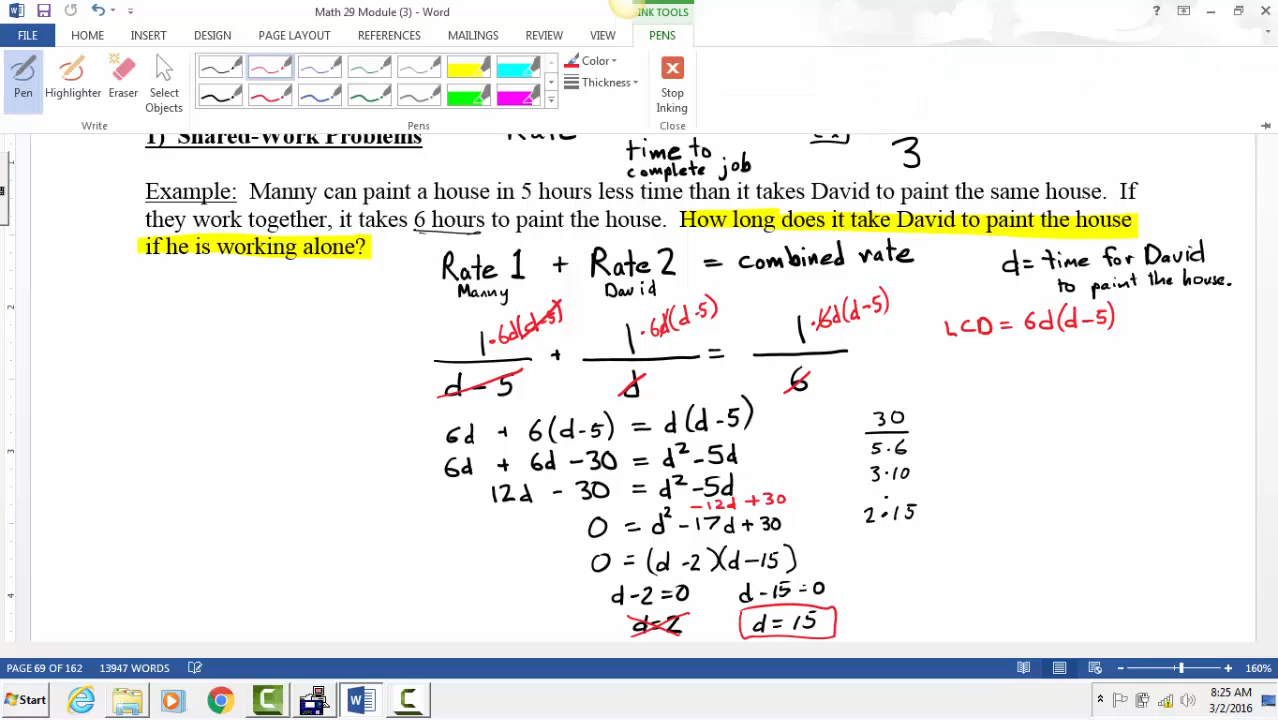 Math 29 Module (3) - Word
INK TOOLS
FILE HOME INSERT DESIGN PAGE LAYOUT REFERENCES MAILINGS REVIEW VIEW PENS
Pen Highlighter Eraser Select Objects
Color
Thickness
Stop Inking
Write Pens Close
1) Shared-Work Problems Rate
time to
complete job
3
Example: Manny can paint a house in 5 hours less time than it takes David to paint the same house. If
they work together, it takes 6 hours to paint the house. How long does it take David to paint the house
if he is working alone?
Rate 1 + Rate 2 = combined rate
Manny David
d = time for David
to paint the house.
LCD = 6d(d-5)
1·6d(d-5) + 1·6d(d-5) = 1·6d(d-5)
d-5 d 6
6d + 6(d-5) = d(d-5)
6d + 6d - 30 = d² - 5d
12d - 30 = d² - 5d
-12d +30
0 = d² - 17d + 30
0 = (d-2)(d-15)
d-2=0 d-15=0
d=2 d=15
30
5·6
3·10
2·15
PAGE 69 OF 162 13947 WORDS 160%
Start 8:25 AM
3/2/2016